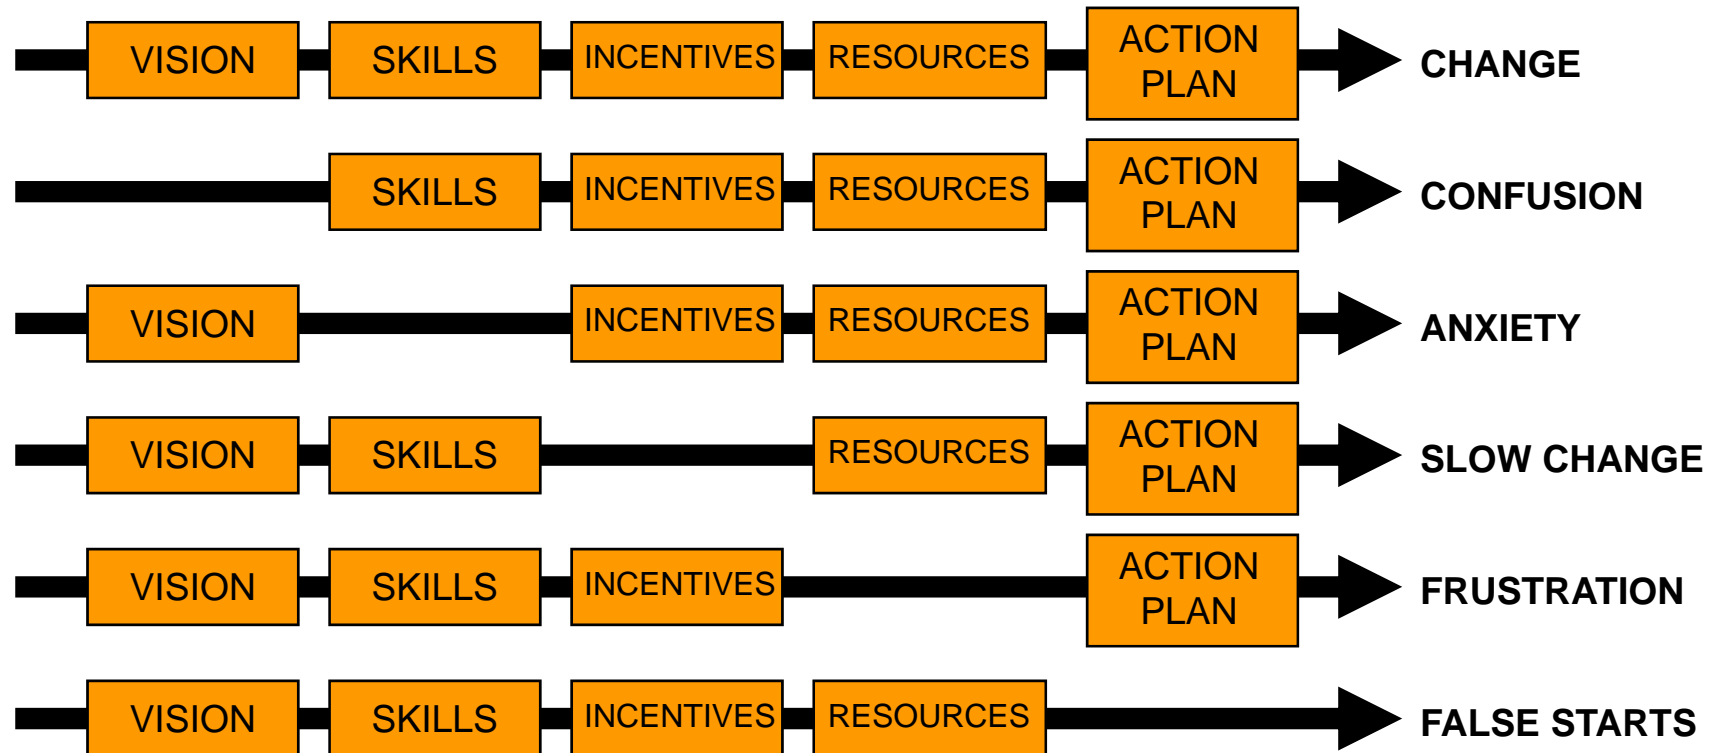 VISION SKILLS INCENTIVES RESOURCES ACTION PLAN CHANGE
SKILLS INCENTIVES RESOURCES ACTION PLAN CONFUSION
VISION INCENTIVES RESOURCES ACTION PLAN ANXIETY
VISION SKILLS RESOURCES ACTION PLAN SLOW CHANGE
VISION SKILLS INCENTIVES ACTION PLAN FRUSTRATION
VISION SKILLS INCENTIVES RESOURCES FALSE STARTS